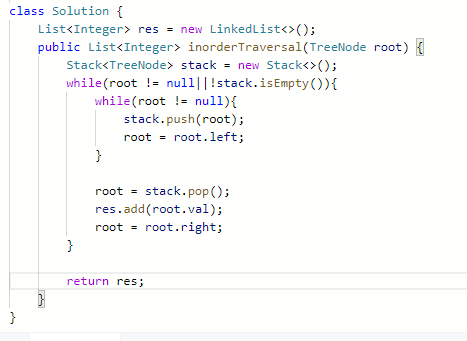 class Solution {
    List<Integer> res = new LinkedList<>();
    public List<Integer> inorderTraversal(TreeNode root) {
        Stack<TreeNode> stack = new Stack<>();
        while(root != null||!stack.isEmpty()){
            while(root != null){
                stack.push(root);
                root = root.left;
            }
            root = stack.pop();
            res.add(root.val);
            root = root.right;
        }
        return res;
    }
}